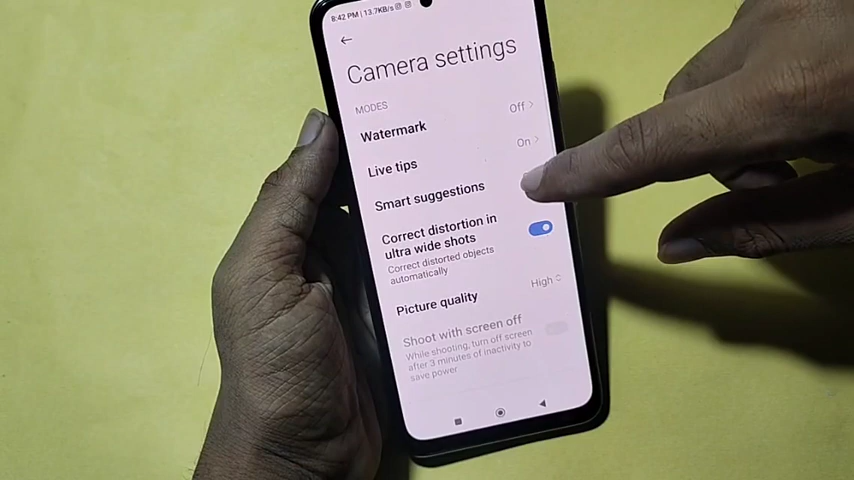 8:42 PM | 13.7KB/s
Camera settings
MODES
Watermark Off
Live tips On
Smart suggestions
Correct distortion in
ultra wide shots
Correct distorted objects
automatically
Picture quality High
Shoot with screen off
While shooting, turn off screen
after 3 minutes of inactivity to
save power